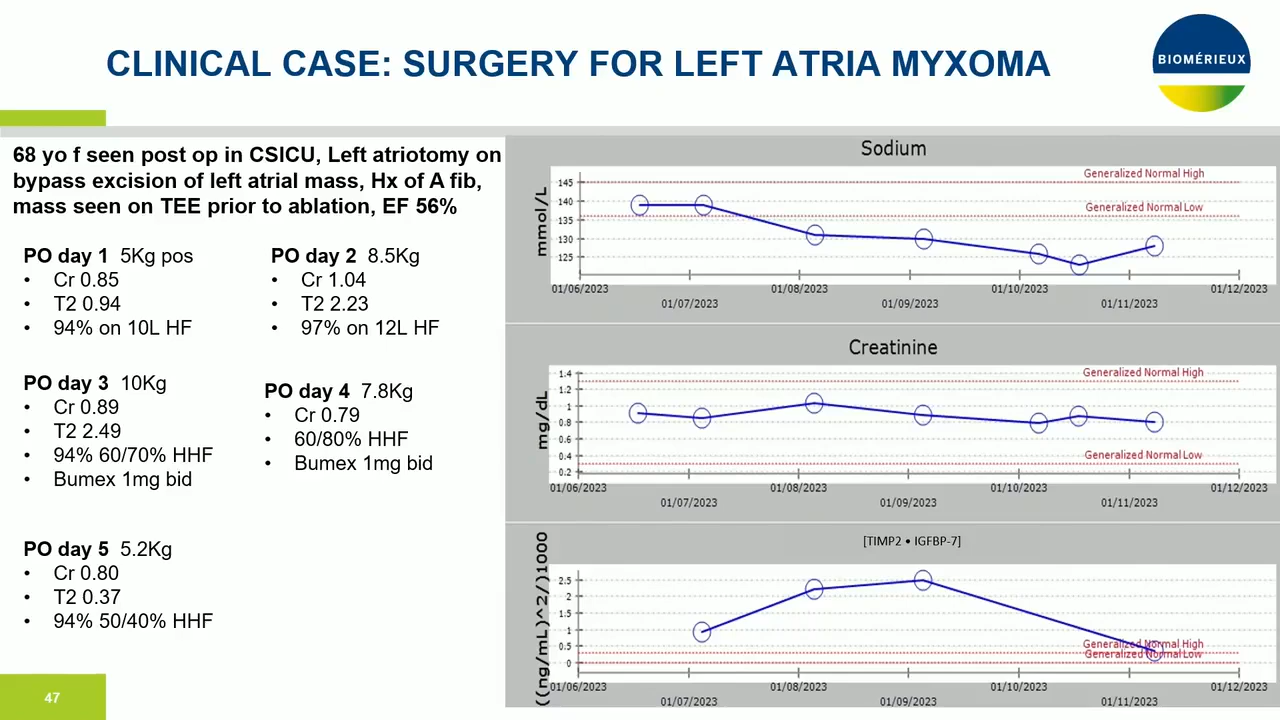 CLINICAL CASE: SURGERY FOR LEFT ATRIA MYXOMA
BIOMÉRIEUX
68 yo f seen post op in CSICU, Left atriotomy on
bypass excision of left atrial mass, Hx of A fib,
mass seen on TEE prior to ablation, EF 56%
PO day 1 5Kg pos
• Cr 0.85
• T2 0.94
• 94% on 10L HF
PO day 2 8.5Kg
• Cr 1.04
• T2 2.23
• 97% on 12L HF
PO day 3 10Kg
• Cr 0.89
• T2 2.49
• 94% 60/70% HHF
• Bumex 1mg bid
PO day 4 7.8Kg
• Cr 0.79
• 60/80% HHF
• Bumex 1mg bid
PO day 5 5.2Kg
• Cr 0.80
• T2 0.37
• 94% 50/40% HHF
47
Sodium
mmol/L
145
140
135
130
125
Generalized Normal High
Generalized Normal Low
01/06/2023
01/07/2023
01/08/2023
01/09/2023
01/10/2023
01/11/2023
01/12/2023
Creatinine
mg/dL
1.4
1.2
1
0.8
0.6
0.4
0.2
Generalized Normal High
Generalized Normal Low
01/06/2023
01/07/2023
01/08/2023
01/09/2023
01/10/2023
01/11/2023
01/12/2023
[TIMP2 • IGFBP-7]
((ng/mL)^2/)1000
2.5
2
1.5
1
0.5
0
Generalized Normal High
Generalized Normal Low
01/06/2023
01/07/2023
01/08/2023
01/09/2023
01/10/2023
01/11/2023
01/12/2023